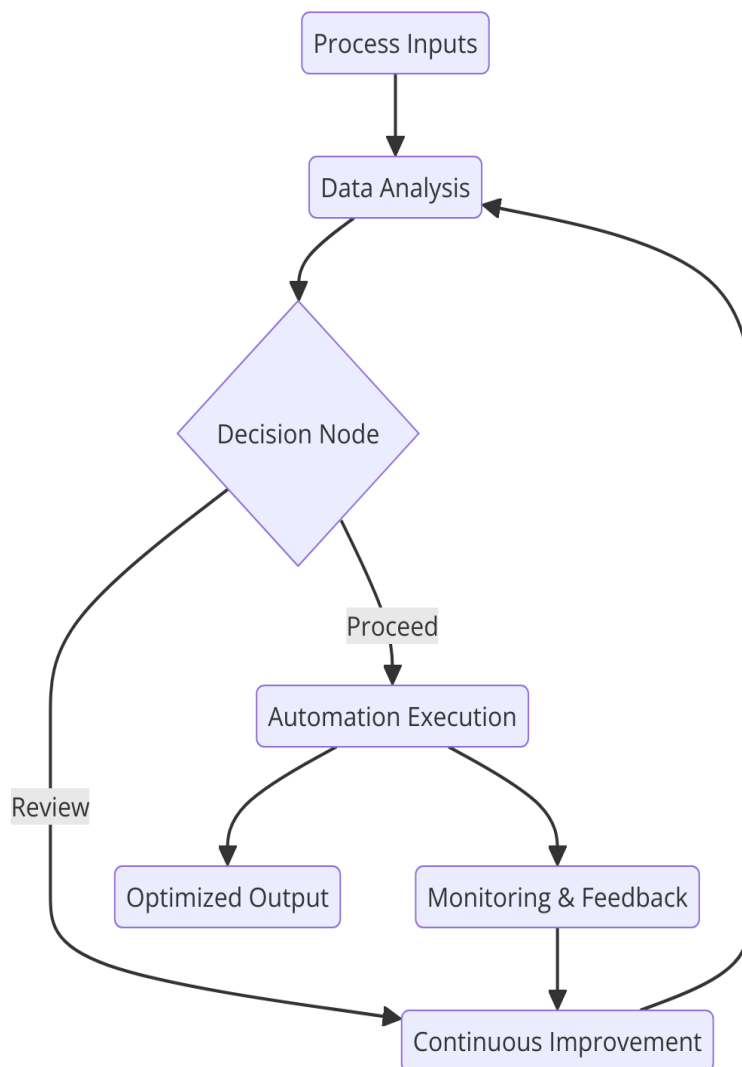 Process Inputs
Data Analysis
Decision Node
Proceed
Automation Execution
Review
Optimized Output
Monitoring & Feedback
Continuous Improvement